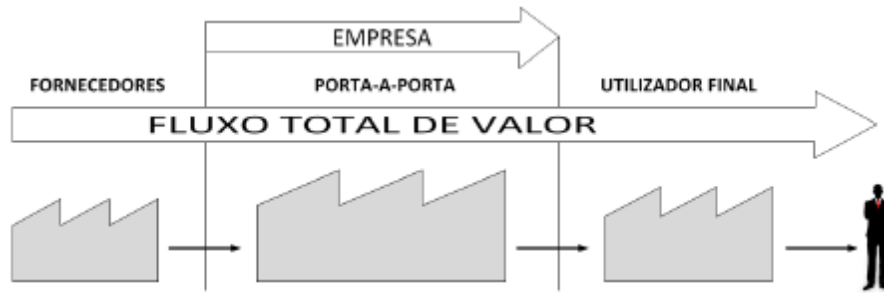 EMPRESA
FORNECEDORES
PORTA-A-PORTA
UTILIZADOR FINAL
FLUXO TOTAL DE VALOR